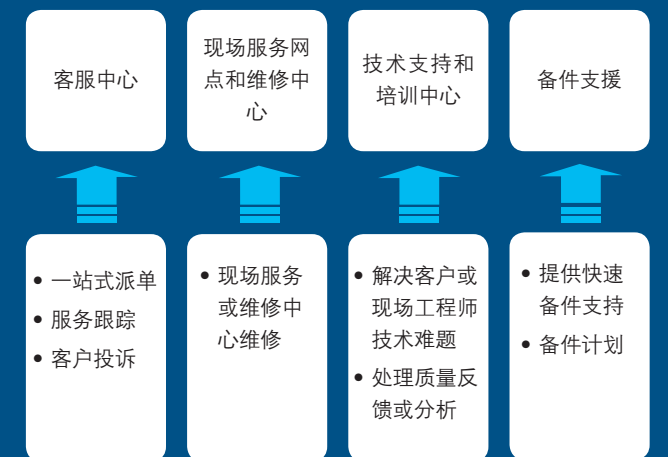 客服中心
现场服务网
点和维修中
心
技术支持和
培训中心
备件支援
• 一站式派单
• 服务跟踪
• 客户投诉
• 现场服务
或维修中
心维修
• 解决客户或
现场工程师
技术难题
• 处理质量反
馈或分析
• 提供快速
备件支持
• 备件计划